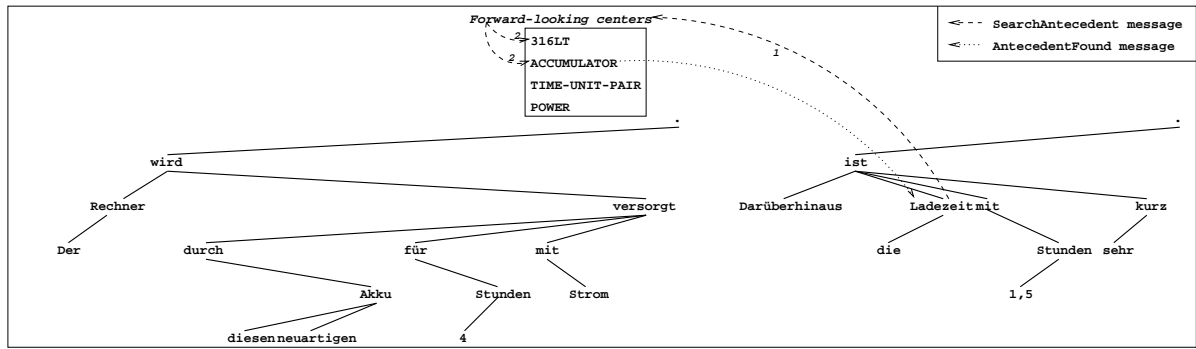 Forward-looking centers
SearchAntecedent message
AntecedentFound message
2
316LT
2
ACCUMULATOR
1
TIME-UNIT-PAIR
POWER
. .
wird ist
Rechner versorgt Darüberhinaus Ladezeit mit kurz
Der durch für mit die Stunden sehr
Akku Stunden Strom 1,5
diesen neuartigen 4